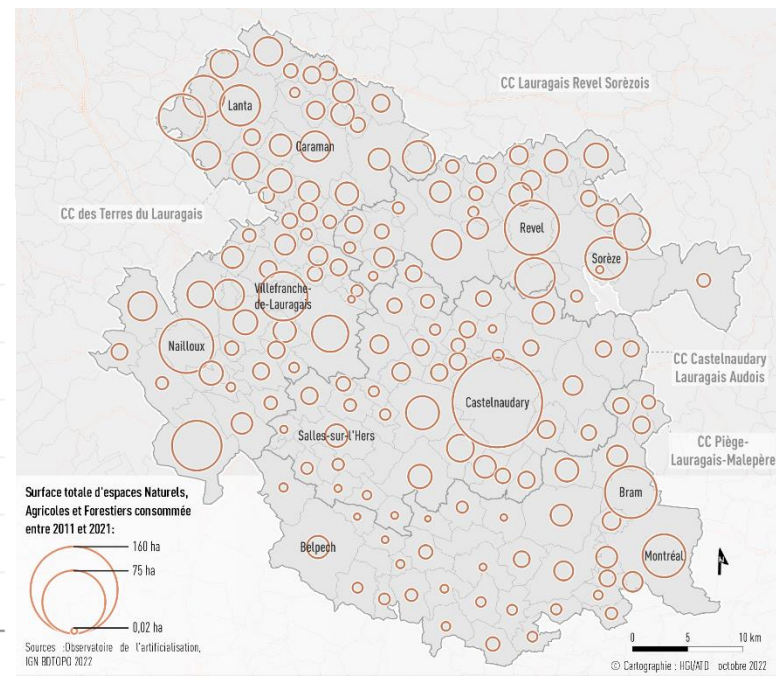 CC Lauragais Revel Sorèzois
Lanta
Caraman
CC des Terres du Lauragais
Revel
Sorèze
Villefranche-
de-Lauragais
Nailloux
CC Castelnaudary
Lauragais Audois
Castelnaudary
Salles-sur-l'Hers
CC Piège-
Lauragais-Malepère
Bram
Belpech
Montréal
Surface totale d'espaces Naturels,
Agricoles et Forestiers consommée
entre 2011 et 2021:
160 ha
75 ha
0,02 ha
Sources :Observatoire de l'artificialisation,
IGN BDTOPO 2022
0 5 10 km
© Cartographie : HGI/ATD octobre 2022